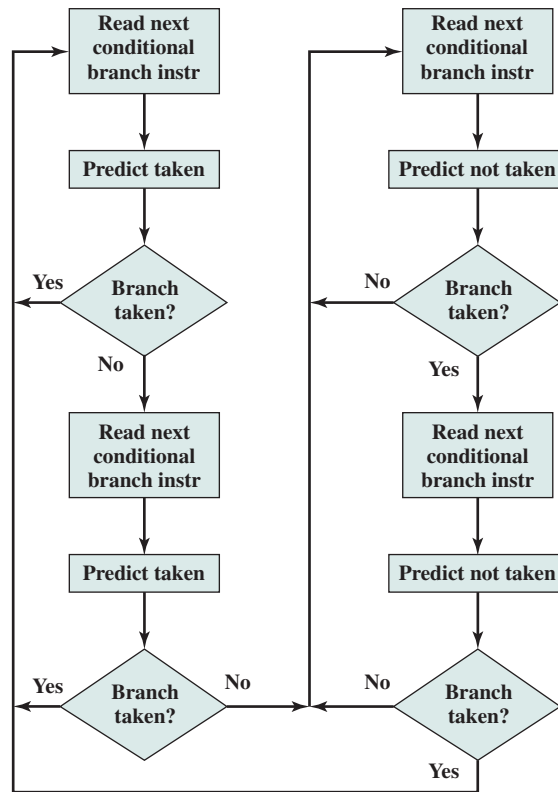 Read next
conditional
branch instr
Predict taken
Yes
Branch
taken?
No
Read next
conditional
branch instr
Predict taken
Yes
Branch
taken?
No
Read next
conditional
branch instr
Predict not taken
No
Branch
taken?
Yes
Read next
conditional
branch instr
Predict not taken
No
Branch
taken?
Yes